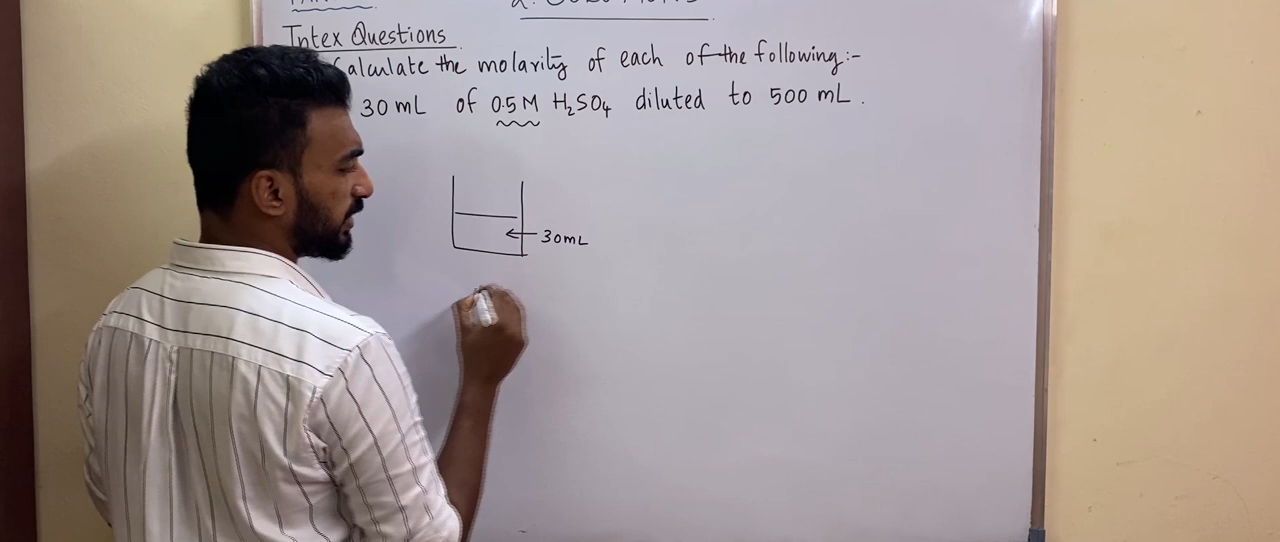 Intex Questions
Calculate the molarity of each of the following:-
30 mL of 0.5 M H₂SO₄ diluted to 500 mL.
30mL